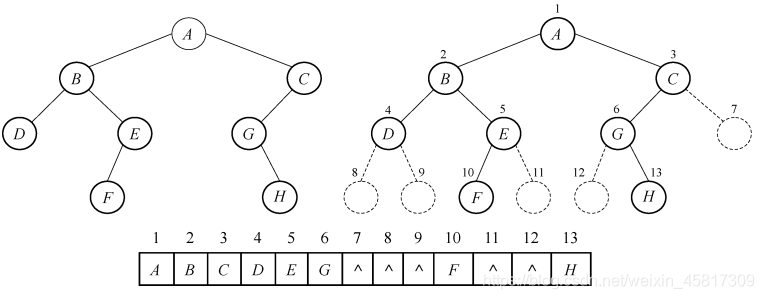 1
A A
2 3
B C B C
4 5 6 7
D E G D E G
8 9 10 11 12 13
F H F H
1 2 3 4 5 6 7 8 9 10 11 12 13
A B C D E G ^ ^ ^ F ^ ^ H
https://blog.csdn.net/weixin_45817309